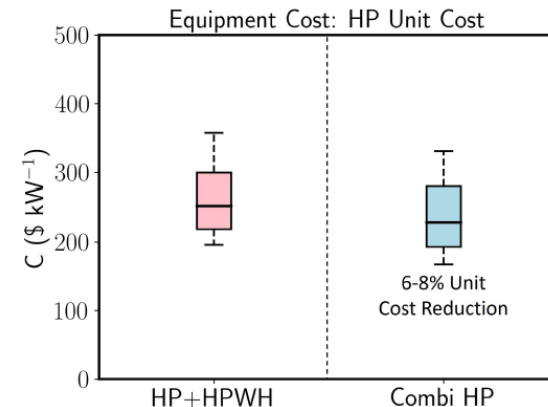 Equipment Cost: HP Unit Cost
C ($ kW⁻¹)
500
400
300
200
100
0
6-8% Unit
Cost Reduction
HP+HPWH
Combi HP